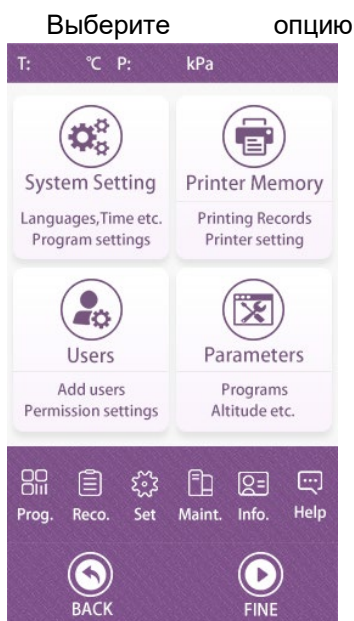 Выберите опцию
T: °C P: kPa
System Setting
Languages,Time etc.
Program settings
Printer Memory
Printing Records
Printer setting
Users
Add users
Permission settings
Parameters
Programs
Altitude etc.
Prog. Reco. Set Maint. Info. Help
BACK FINE